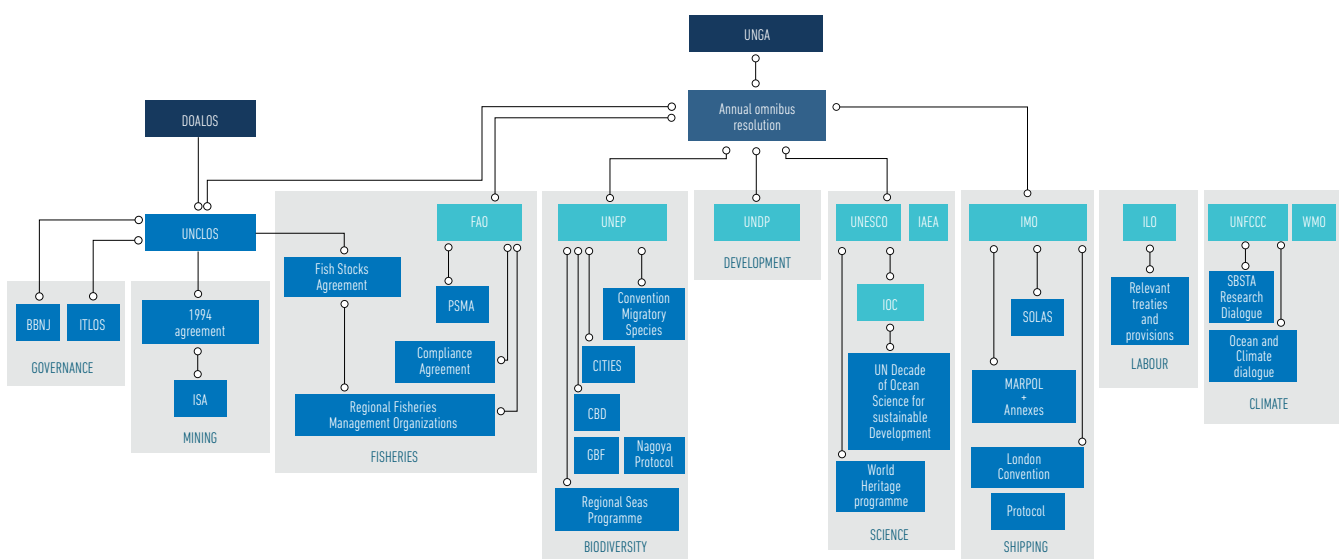 UNGA
Annual omnibus
resolution
DOALOS
UNCLOS
BBNJ
ITLOS
GOVERNANCE
1994
agreement
ISA
MINING
FAO
Fish Stocks
Agreement
PSMA
Compliance
Agreement
Regional Fisheries
Management Organizations
FISHERIES
UNEP
Convention
Migratory
Species
CITIES
CBD
GBF
Nagoya
Protocol
Regional Seas
Programme
BIODIVERSITY
UNDP
DEVELOPMENT
UNESCO
IAEA
IOC
UN Decade
of Ocean
Science for
sustainable
Development
World
Heritage
programme
SCIENCE
IMO
SOLAS
MARPOL
+
Annexes
London
Convention
Protocol
SHIPPING
ILO
Relevant
treaties
and
provisions
LABOUR
UNFCCC
WMO
SBSTA
Research
Dialogue
Ocean and
Climate
dialogue
CLIMATE